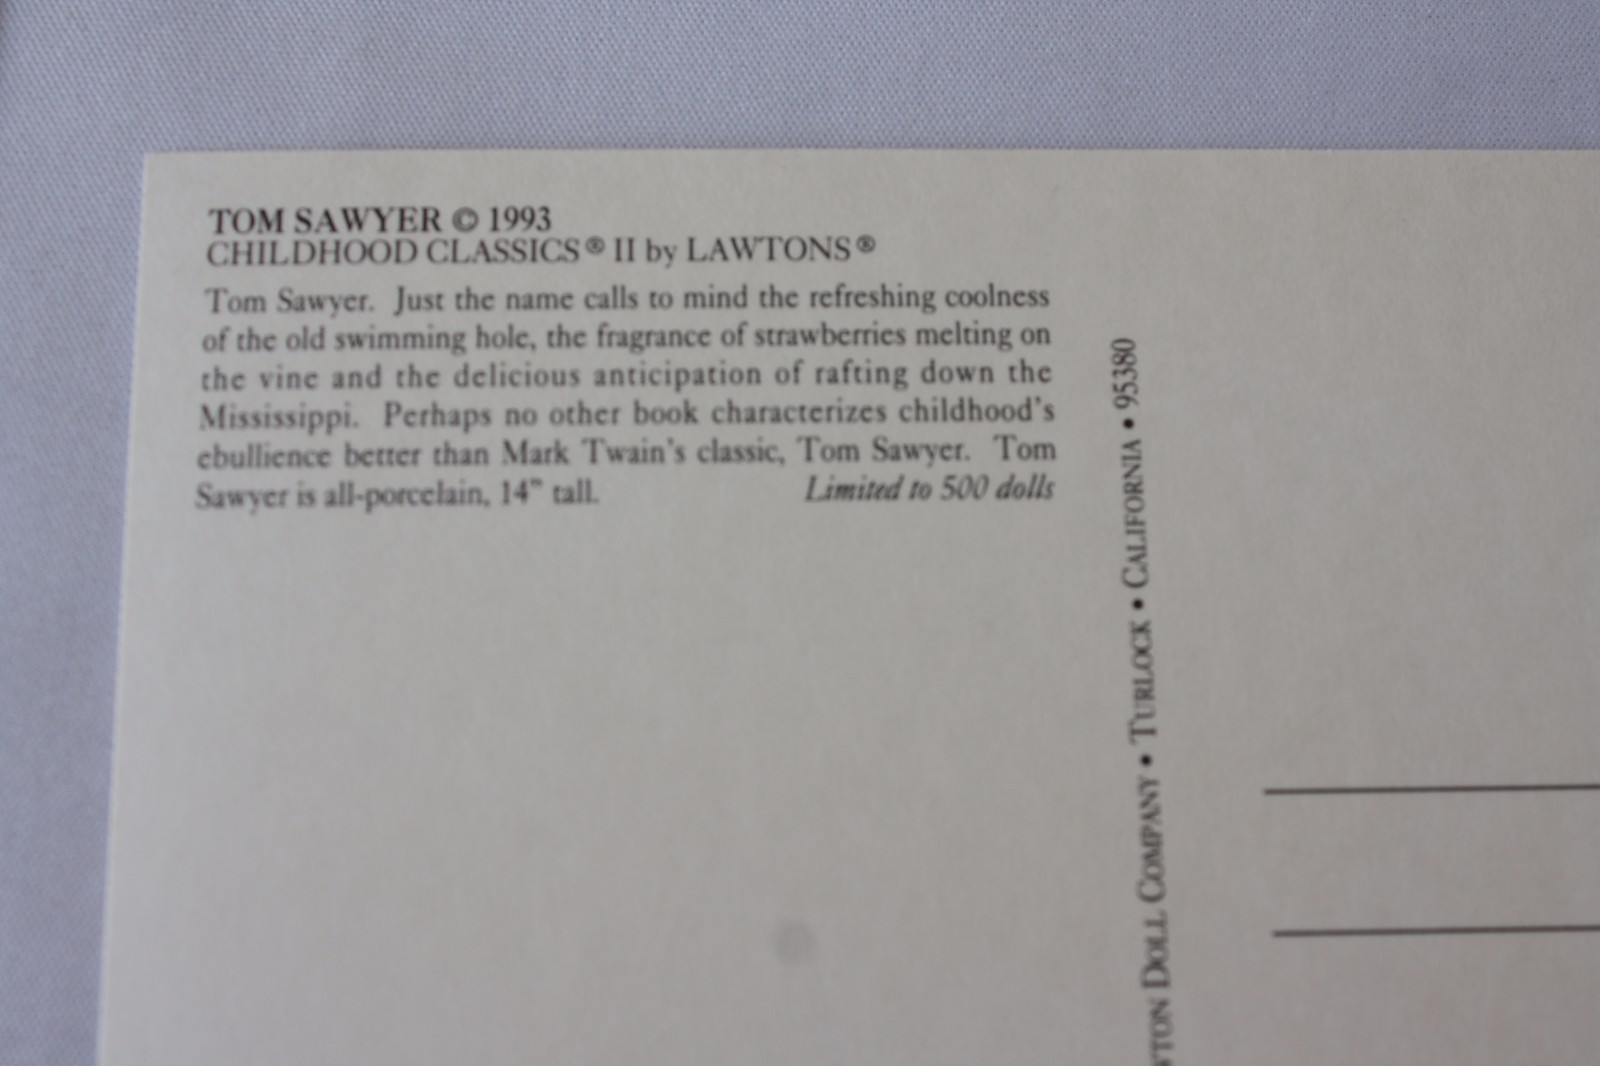 TOM SAWYER © 1993
CHILDHOOD CLASSICS® II by LAWTONS®
Tom Sawyer. Just the name calls to mind the refreshing coolness
of the old swimming hole, the fragrance of strawberries melting on
the vine and the delicious anticipation of rafting down the
Mississippi. Perhaps no other book characterizes childhood's
ebullience better than Mark Twain's classic, Tom Sawyer. Tom
Sawyer is all-porcelain, 14" tall. Limited to 500 dolls
DOLL COMPANY • TURLOCK • CALIFORNIA • 95380